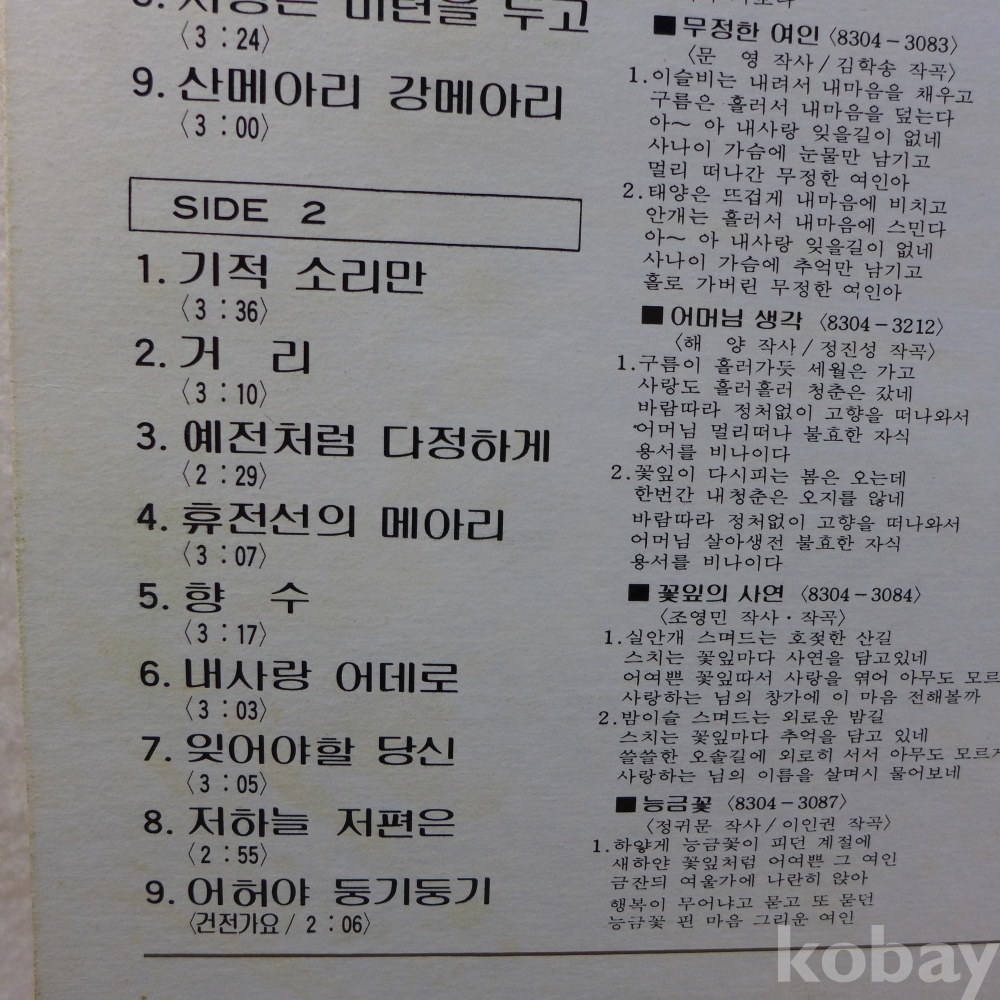 8. 사랑은 미련을 두고
〈3 : 24〉
9. 산메아리 강메아리
〈3 : 00〉
SIDE 2
1. 기적 소리만
〈3 : 36〉
2. 거 리
〈3 : 10〉
3. 예전처럼 다정하게
〈2 : 29〉
4. 휴전선의 메아리
〈3 : 07〉
5. 향 수
〈3 : 17〉
6. 내사랑 어데로
〈3 : 03〉
7. 잊어야할 당신
〈3 : 05〉
8. 저하늘 저편은
〈2 : 55〉
9. 어허야 둥기둥기
〈건전가요 / 2 : 06〉
■ 무정한 여인 〈8304-3083〉
〈문 영 작사 / 김학송 작곡〉
1. 이슬비는 내려서 내마음을 채우고
구름은 흘러서 내마음을 덮는다
아～ 아 내사랑 잊을길이 없네
사나이 가슴에 눈물만 남기고
멀리 떠나간 무정한 여인아
2. 태양은 뜨겁게 내마음에 비치고
안개는 흘러서 내마음에 스민다
아～ 아 내사랑 잊을길이 없네
사나이 가슴에 추억만 남기고
홀로 가버린 무정한 여인아
■ 어머님 생각 〈8304-3212〉
〈해 양 작사 / 정진성 작곡〉
1. 구름이 흘러가듯 세월은 가고
사랑도 흘러흘러 청춘은 갔네
바람따라 정처없이 고향을 떠나와서
어머님 멀리떠나 불효한 자식
용서를 비나이다
2. 꽃잎이 다시피는 봄은 오는데
한번간 내청춘은 오지를 않네
바람따라 정처없이 고향을 떠나와서
어머님 살아생전 불효한 자식
용서를 비나이다
■ 꽃잎의 사연 〈8304-3084〉
〈조영민 작사 · 작곡〉
1. 실안개 스며드는 호젖한 산길
스치는 꽃잎마다 사연을 담고있네
어여쁜 꽃잎따서 사랑을 엮어 아무도 모르
사랑하는 님의 창가에 이 마음 전해볼까
2. 밤이슬 스며드는 외로운 밤길
스치는 꽃잎마다 추억을 담고 있네
쓸쓸한 오솔길에 외로히 서서 아무도 모르게
사랑하는 님의 이름을 살며시 물어보네
■ 능금꽃 〈8304-3087〉
〈정귀문 작사 / 이인권 작곡〉
1. 하얗게 능금꽃이 피던 계절에
새하얀 꽃잎처럼 어여쁜 그 여인
금잔듸 여울가에 나란히 앉아
행복이 무어냐고 묻고 또 묻던
능금꽃 핀 마음 그리운 여인
kobay